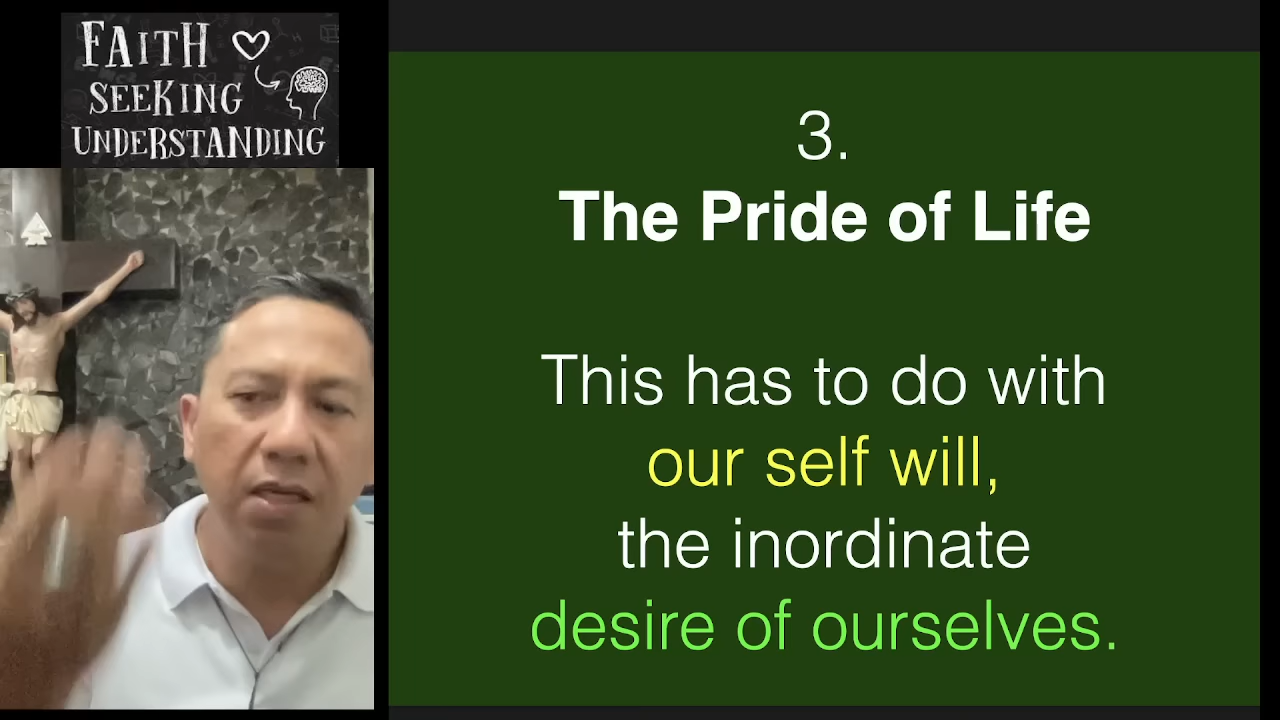 FAITH
SEEKING
UNDERSTANDING
3.
The Pride of Life
This has to do with
our self will,
the inordinate
desire of ourselves.